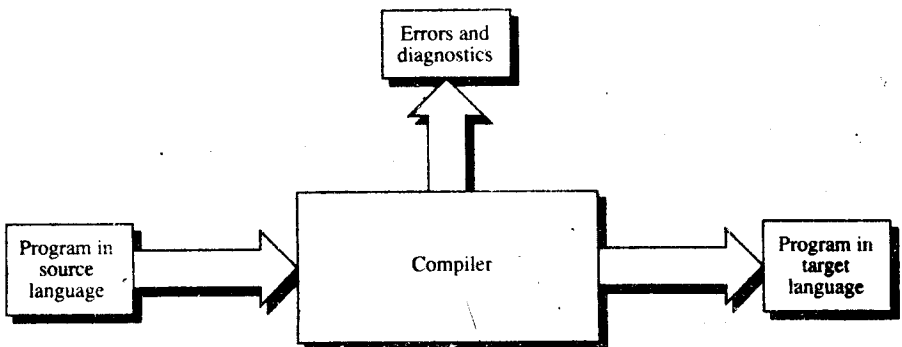 Errors and
diagnostics
Program in
source
language
Compiler
Program in
target
language